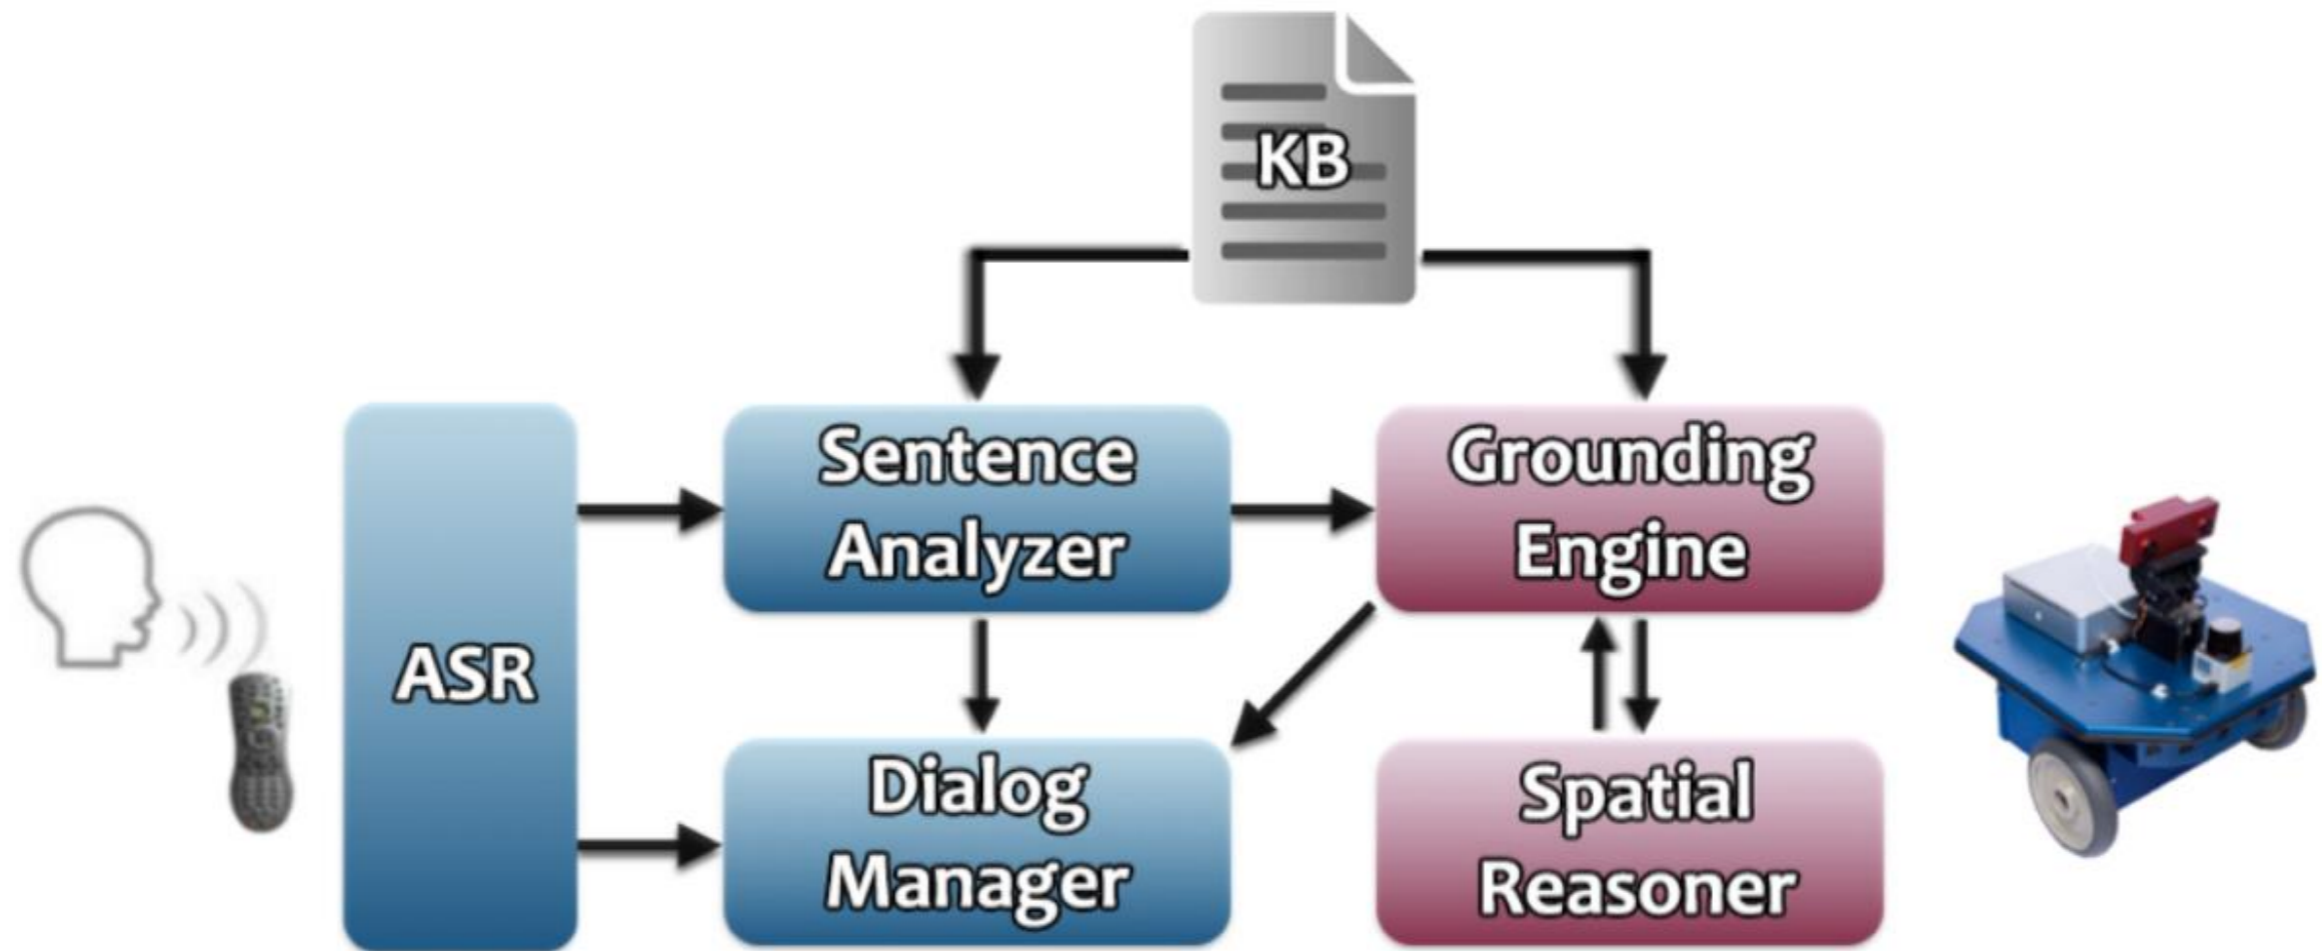 KB
Sentence
Analyzer
Grounding
Engine
ASR
Dialog
Manager
Spatial
Reasoner